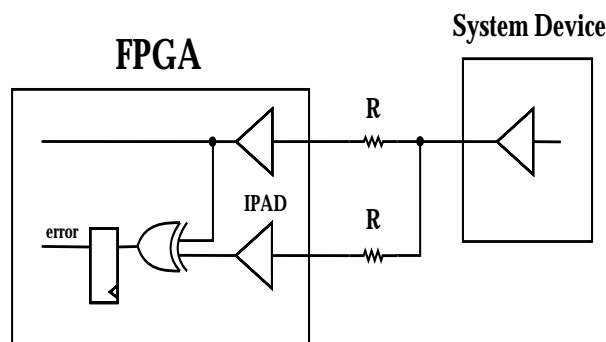 System Device
FPGA
R
IPAD
R
error